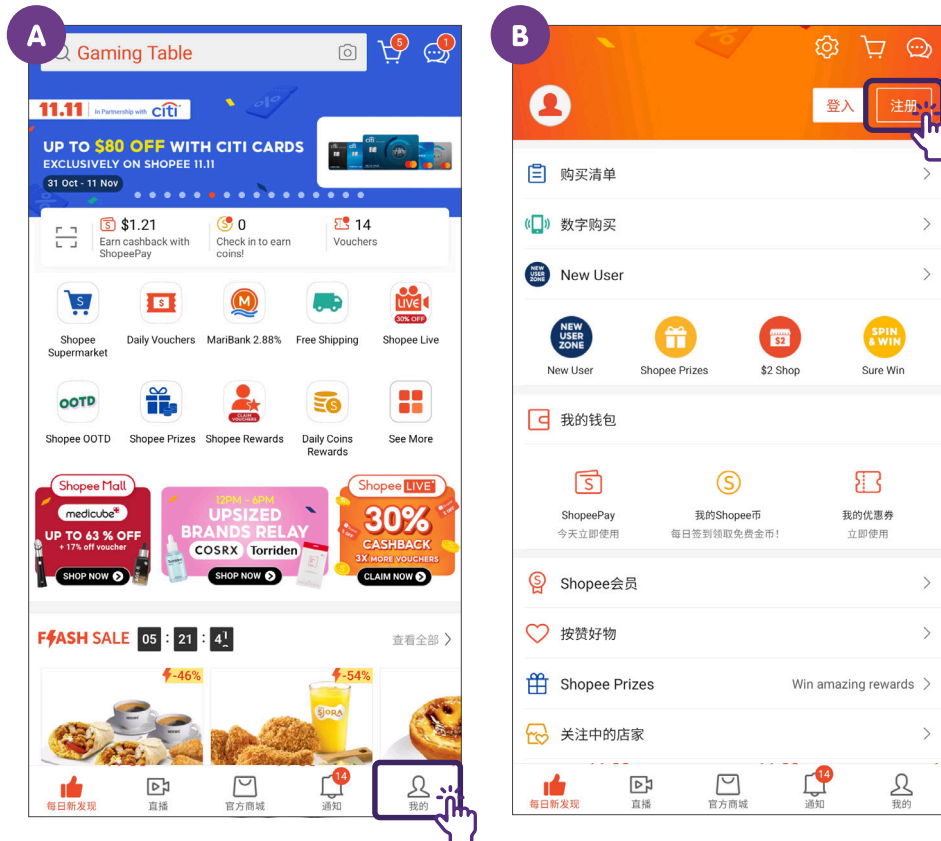 A
Gaming Table
5
1
11.11 In Partnership with citi
UP TO $80 OFF WITH CITI CARDS
EXCLUSIVELY ON SHOPEE 11.11
31 Oct - 11 Nov
$1.21
Earn cashback with
ShopeePay
0
Check in to earn
coins!
14
Vouchers
LIVE
30% OFF
Shopee
Supermarket
Daily Vouchers
MariBank 2.88%
Free Shipping
Shopee Live
OOTD
CLAIM
VOUCHERS
Shopee OOTD
Shopee Prizes
Shopee Rewards
Daily Coins
Rewards
See More
Shopee Mall
medicube
UP TO 63 % OFF
+ 17% off voucher
SHOP NOW
12PM - 6PM
UPSIZED
BRANDS RELAY
COSRX Torriden
SHOP NOW
Shopee LIVE
30%
CASHBACK
3X MORE VOUCHERS
CLAIM NOW
FLASH SALE 05 : 21 :
查看全部
-46%
-54%
SJORA
每日新发现
直播
官方商城
14
通知
我的
B
登入
注册
购买清单
数字购买
NEW
USER
ZONE
New User
NEW
USER
ZONE
$2
SPIN
& WIN
New User
Shopee Prizes
$2 Shop
Sure Win
我的钱包
ShopeePay
今天立即使用
我的Shopee币
每日签到领取免费金币!
我的优惠券
立即使用
Shopee会员
按赞好物
Shopee Prizes
Win amazing rewards
关注中的店家
每日新发现
直播
官方商城
14
通知
我的